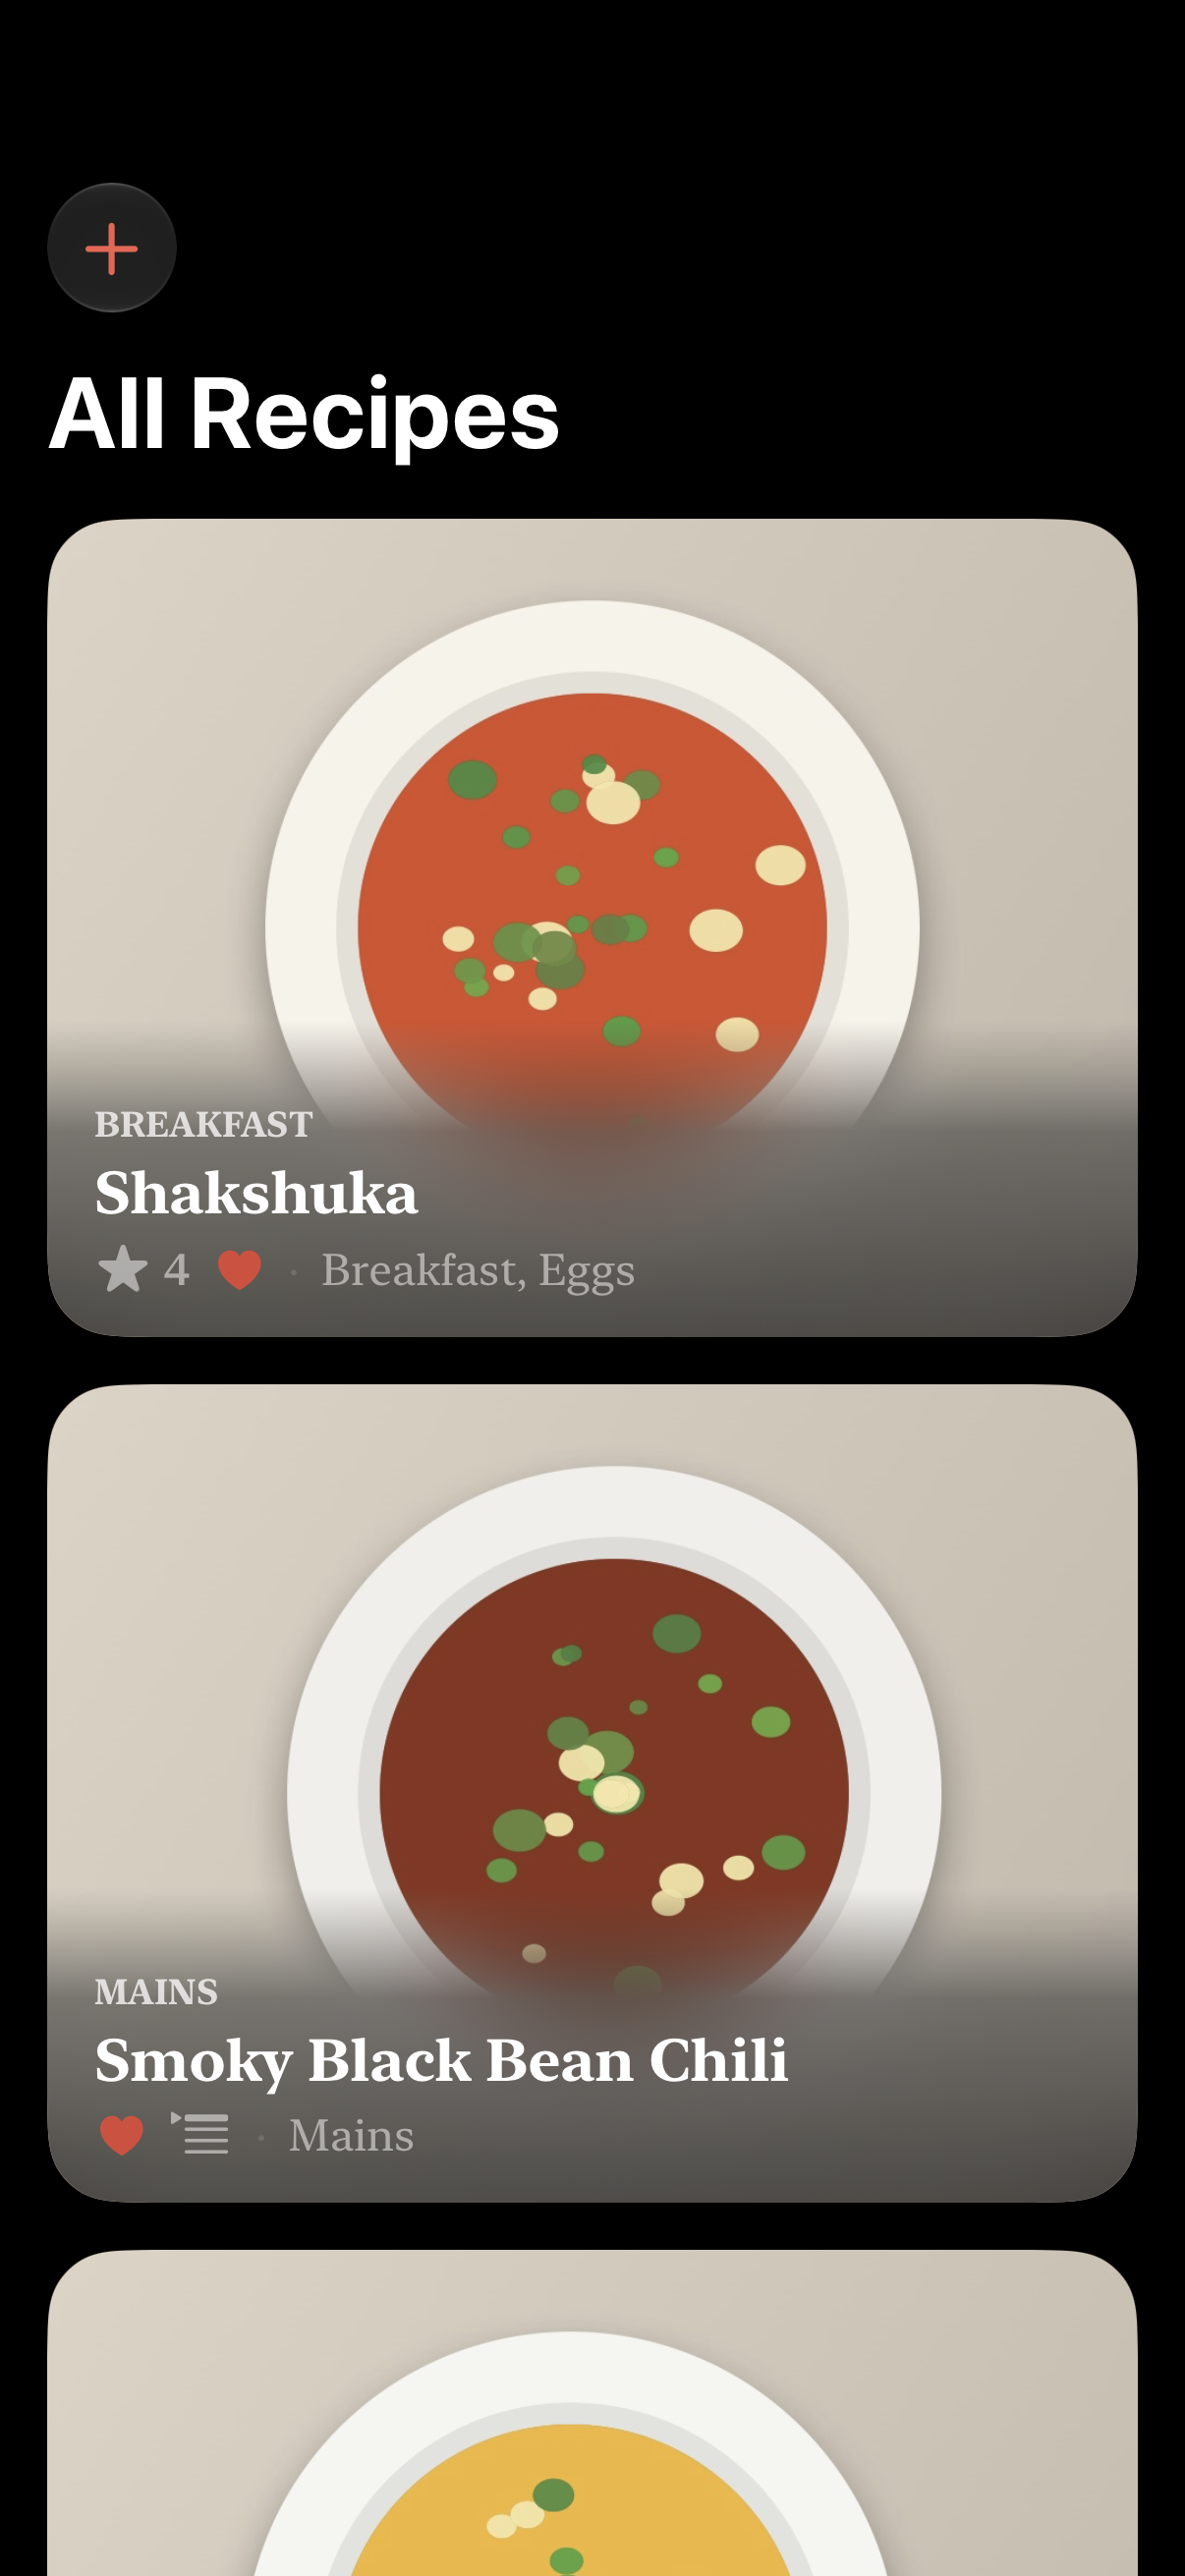 All Recipes
BREAKFAST
Shakshuka
4 · Breakfast, Eggs
MAINS
Smoky Black Bean Chili
· Mains